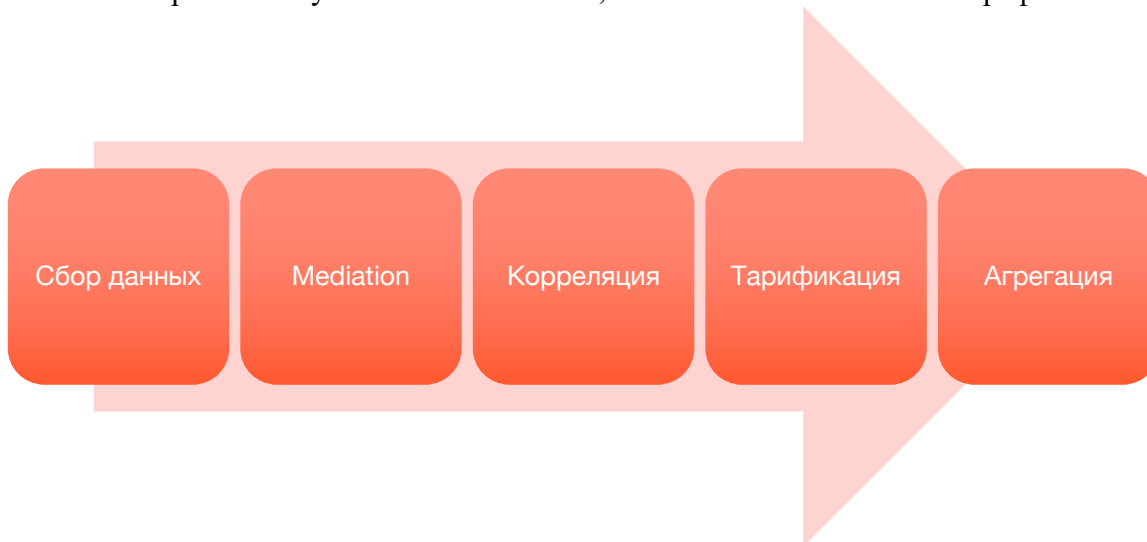 Сбор данных
Mediation
Корреляция
Тарификация
Агрегация